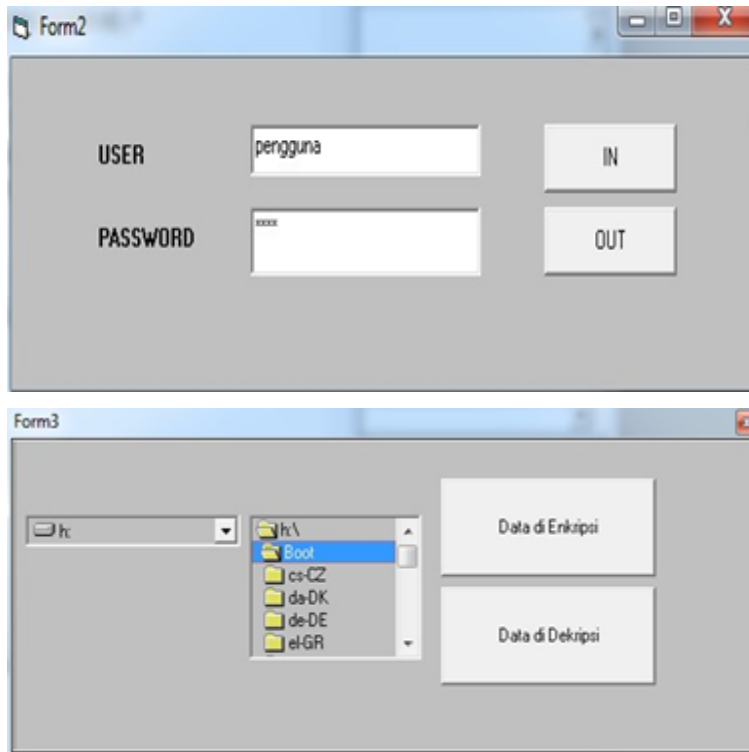 Form2
USER
pengguna
IN
PASSWORD
xxxx
OUT
Form3
h:
h:\
Boot
cs-CZ
da-DK
de-DE
el-GR
Data di Enkripsi
Data di Dekripsi